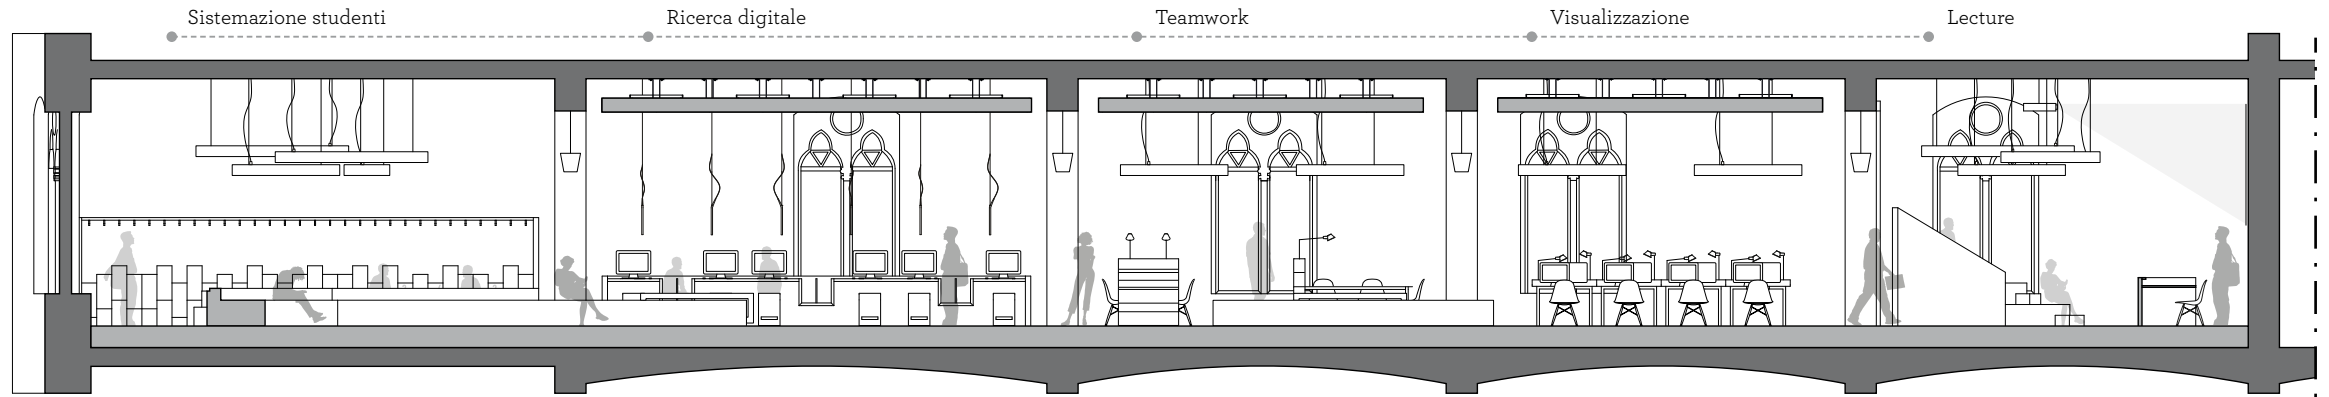 Sistemazione studenti
Ricerca digitale
Teamwork
Visualizzazione
Lecture